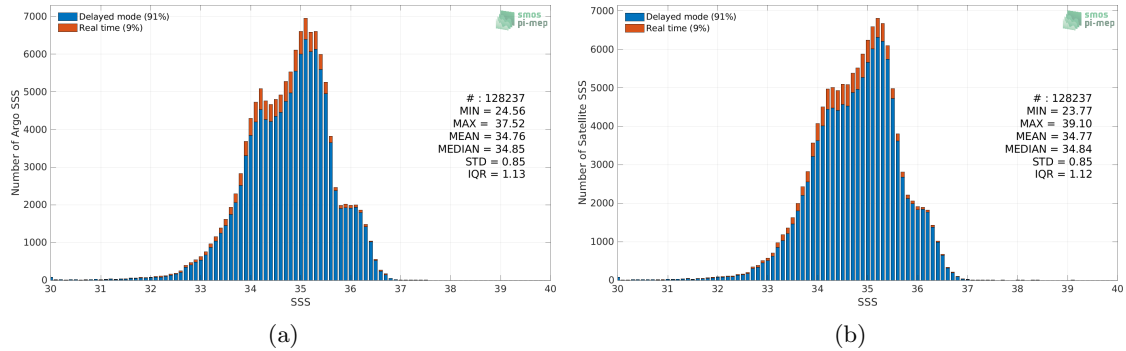 Delayed mode (91%)
Real time (9%)
smos
pi-mep
7000
6000
5000
4000
3000
2000
1000
0
Number of Argo SSS
# : 128237
MIN = 24.56
MAX = 37.52
MEAN = 34.76
MEDIAN = 34.85
STD = 0.85
IQR = 1.13
30 31 32 33 34 35 36 37 38 39 40
SSS
(a)
Delayed mode (91%)
Real time (9%)
smos
pi-mep
7000
6000
5000
4000
3000
2000
1000
0
Number of Satellite SSS
# : 128237
MIN = 23.77
MAX = 39.10
MEAN = 34.77
MEDIAN = 34.84
STD = 0.85
IQR = 1.12
30 31 32 33 34 35 36 37 38 39 40
SSS
(b)